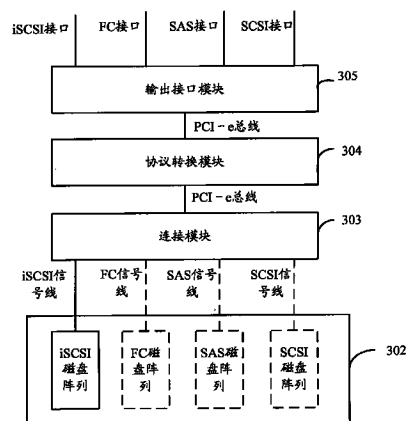 iSCSI接口 FC接口 SAS接口 SCSI接口
305
输出接口模块
PCI-e总线
304
协议转换模块
PCI-e总线
303
连接模块
iSCSI信 FC信号 SAS信号 SCSI信
号线 线 线 号线
iSCSI FC磁 SAS磁 SCSI
磁盘 盘阵 盘阵 磁盘
阵列 列 列 阵列
302